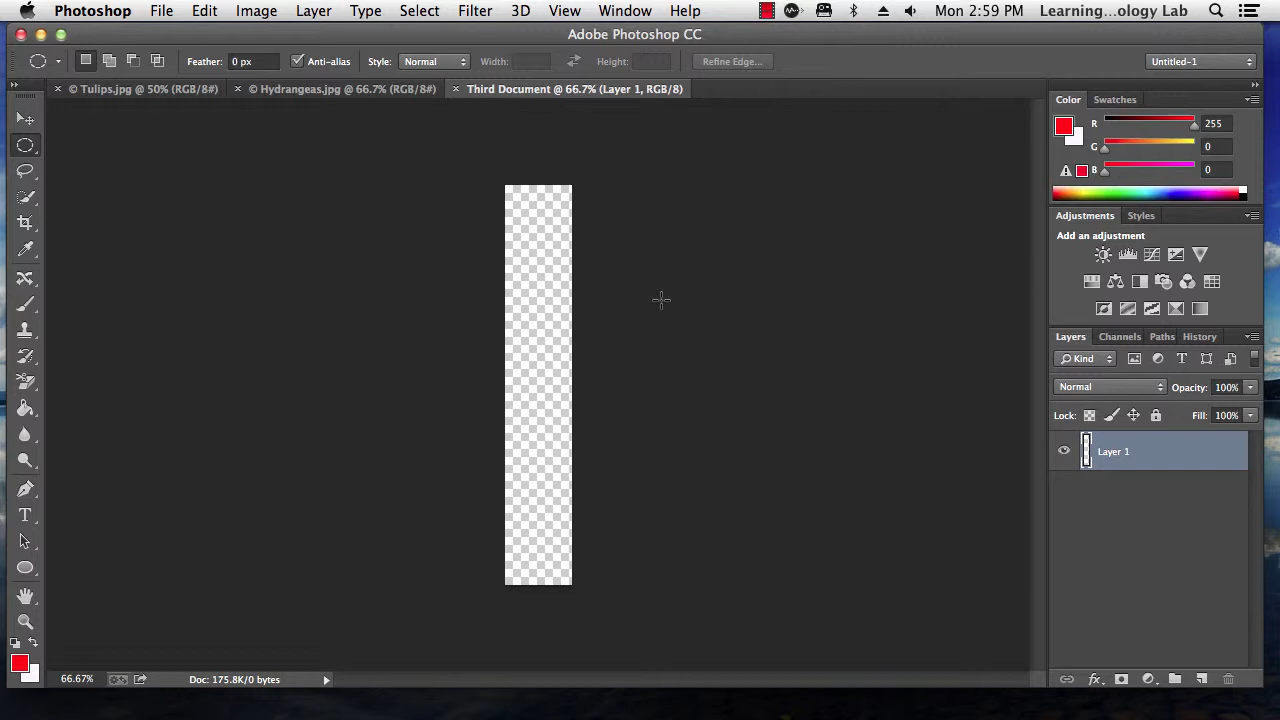 Photoshop File Edit Image Layer Type Select Filter 3D View Window Help Mon 2:59 PM Learning...ology Lab
Adobe Photoshop CC
Feather: 0 px Anti-alias Style: Normal Width: Height: Refine Edge... Untitled-1
© Tulips.jpg @ 50% (RGB/8#) © Hydrangeas.jpg @ 66.7% (RGB/8#) Third Document @ 66.7% (Layer 1, RGB/8)
Color Swatches
R 255
G 0
B 0
Adjustments Styles
Add an adjustment
Layers Channels Paths History
Kind
Normal Opacity: 100%
Lock: Fill: 100%
Layer 1
T
66.67% Doc: 175.8K/0 bytes
fx